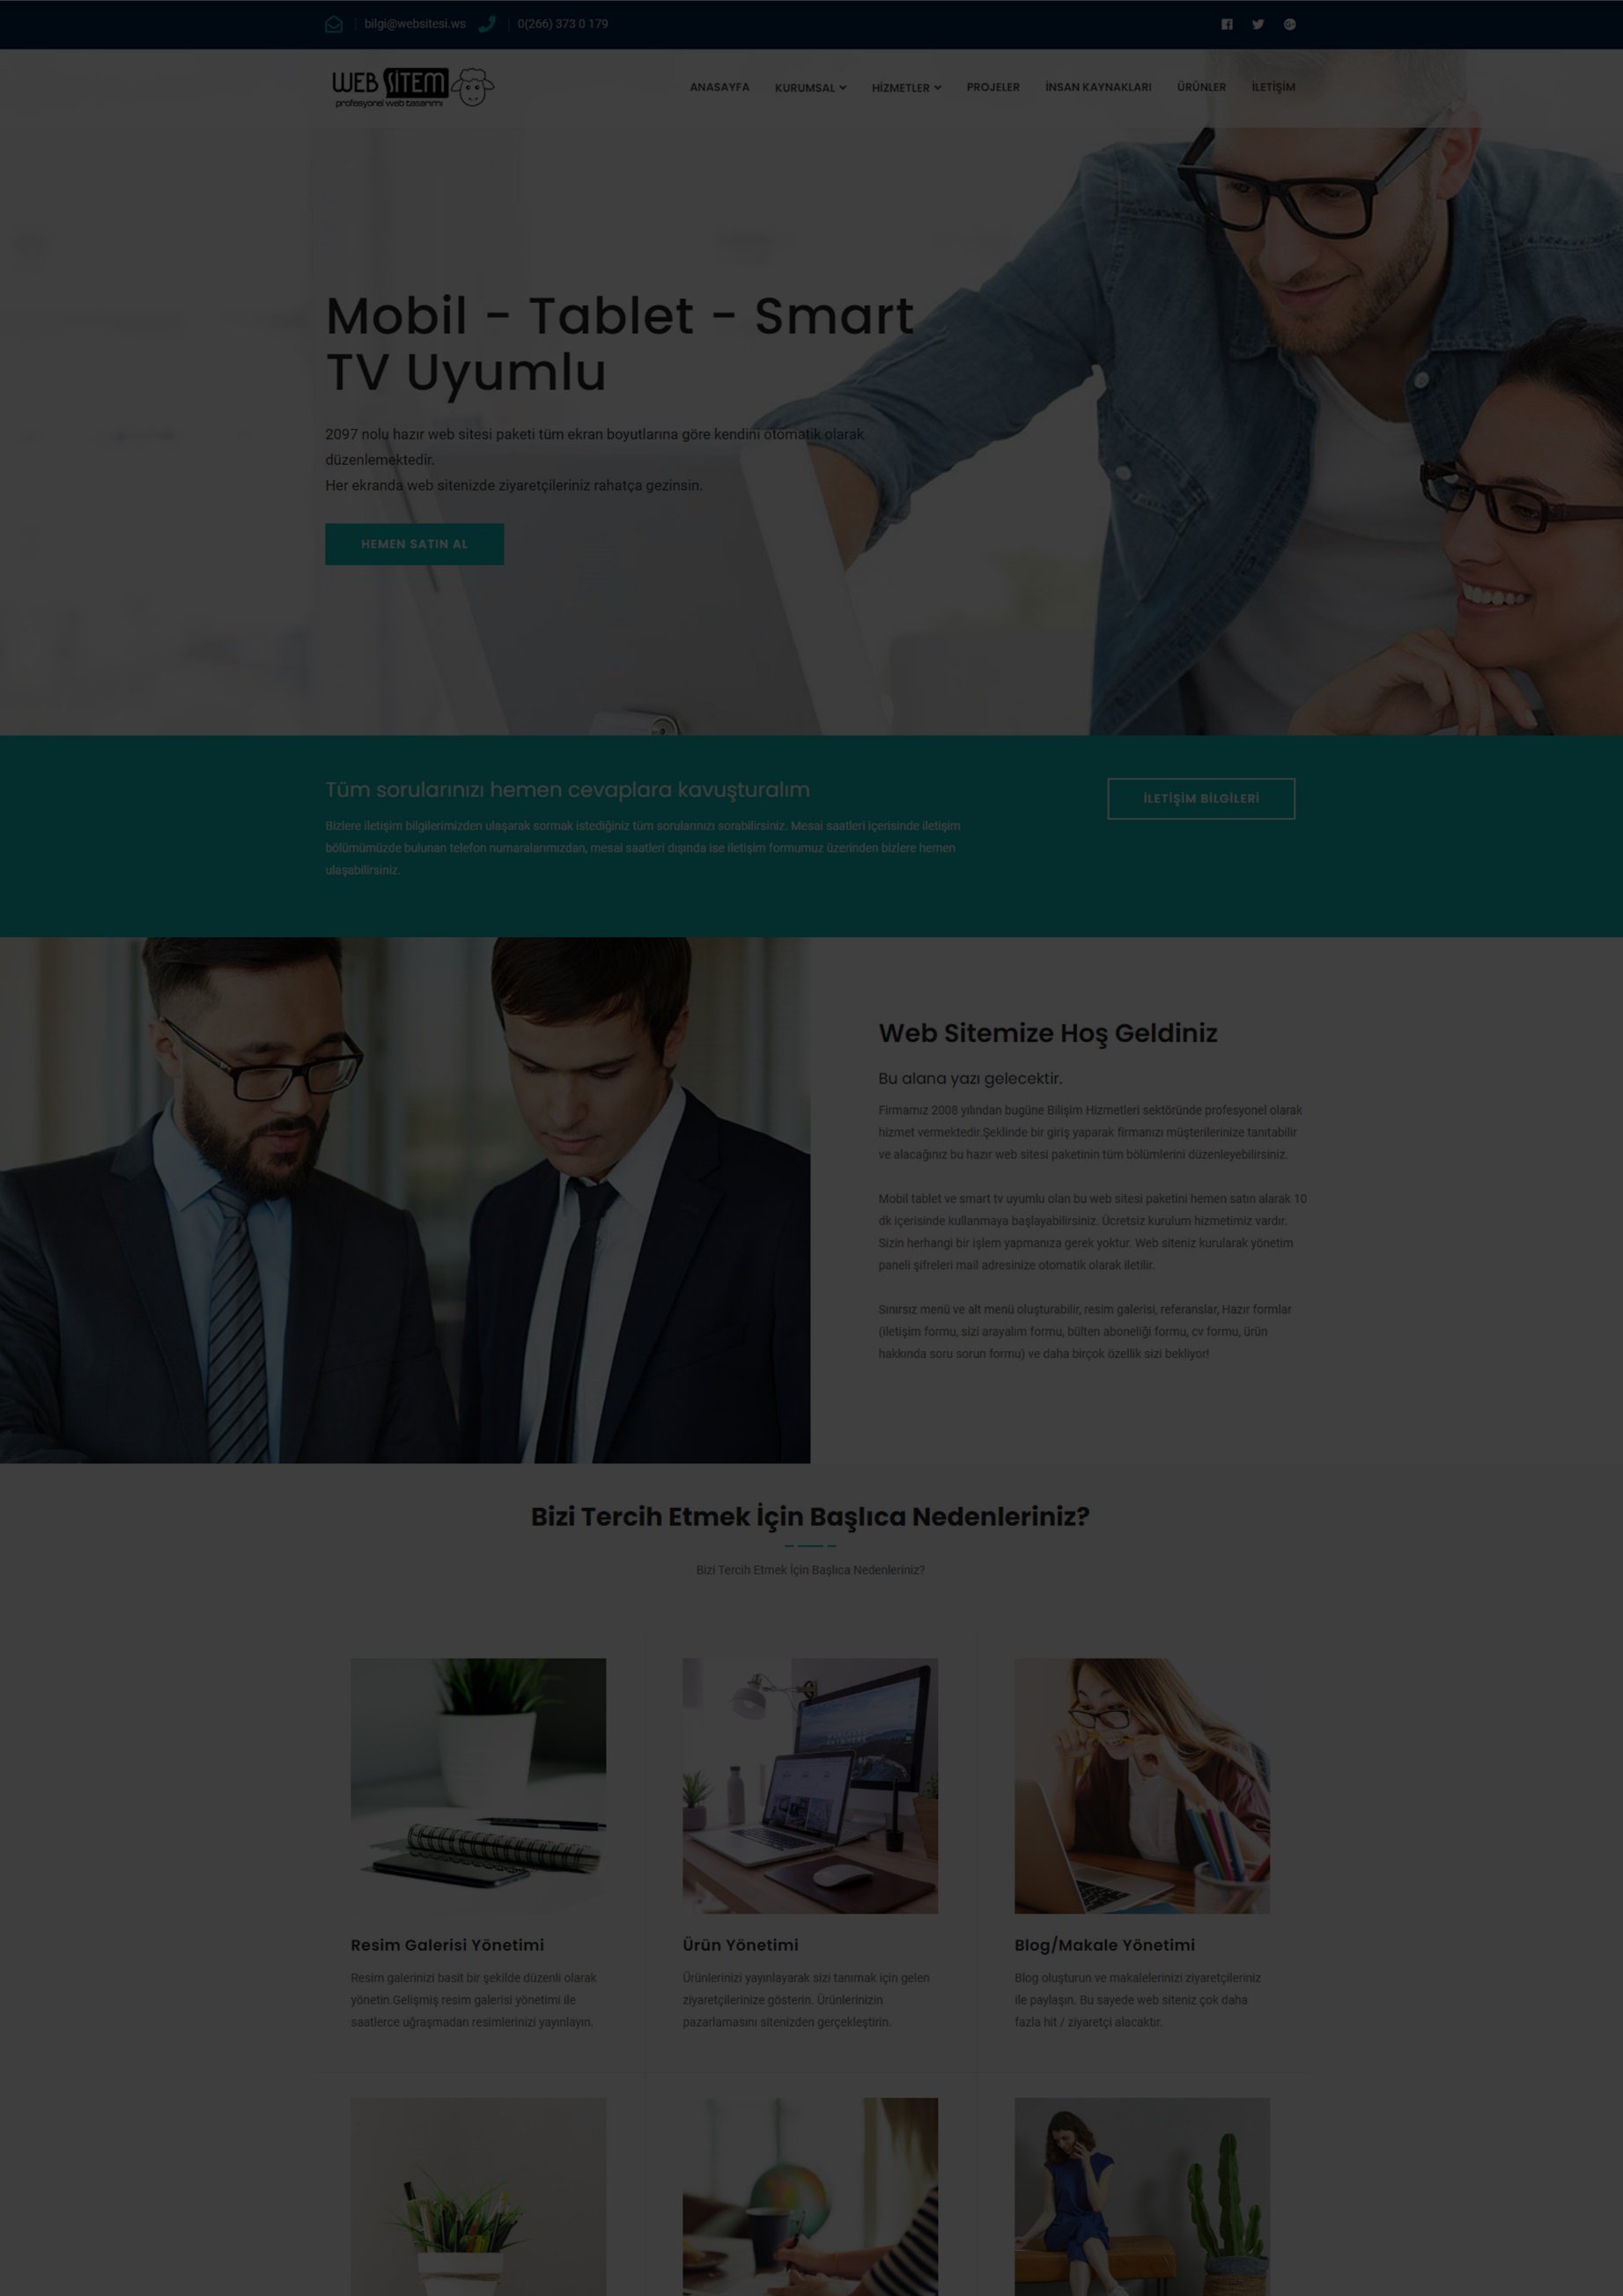 bilgi@websitesi.ws
0(266) 373 0 179
WEB SİTEM
profesyonel web tasarımı
ANASAYFA KURUMSAL HİZMETLER PROJELER İNSAN KAYNAKLARI ÜRÜNLER İLETİŞİM
Mobil - Tablet - Smart
TV Uyumlu
2097 nolu hazır web sitesi paketi tüm ekran boyutlarına göre kendini otomatik olarak
düzenlemektedir.
Her ekranda web sitenizde ziyaretçileriniz rahatça gezinsin.
HEMEN SATIN AL
Tüm sorularınızı hemen cevaplara kavuşturalım
Bizlere iletişim bilgilerimizden ulaşarak sormak istediğiniz tüm sorularınızı sorabilirsiniz. Mesai saatleri içerisinde iletişim
bölümümüzde bulunan telefon numaralarımızdan, mesai saatleri dışında ise iletişim formumuz üzerinden bizlere hemen
ulaşabilirsiniz.
İLETİŞİM BİLGİLERİ
Web Sitemize Hoş Geldiniz
Bu alana yazı gelecektir.
Firmamız 2008 yılından bugüne Bilişim Hizmetleri sektöründe profesyonel olarak
hizmet vermektedir.Şeklinde bir giriş yaparak firmanızı müşterilerinize tanıtabilir
ve alacağınız bu hazır web sitesi paketinin tüm bölümlerini düzenleyebilirsiniz.
Mobil tablet ve smart tv uyumlu olan bu web sitesi paketini hemen satın alarak 10
dk içerisinde kullanmaya başlayabilirsiniz. Ücretsiz kurulum hizmetimiz vardır.
Sizin herhangi bir işlem yapmanıza gerek yoktur. Web siteniz kurularak yönetim
paneli şifreleri mail adresinize otomatik olarak iletilir.
Sınırsız menü ve alt menü oluşturabilir, resim galerisi, referanslar, Hazır formlar
(iletişim formu, sizi arayalım formu, bülten aboneliği formu, cv formu, ürün
hakkında soru sorun formu) ve daha birçok özellik sizi bekliyor!
Bizi Tercih Etmek İçin Başlıca Nedenleriniz?
Bizi Tercih Etmek İçin Başlıca Nedenleriniz?
Resim Galerisi Yönetimi
Resim galerinizi basit bir şekilde düzenli olarak
yönetin.Gelişmiş resim galerisi yönetimi ile
saatlerce uğraşmadan resimlerinizi yayınlayın.
Ürün Yönetimi
Ürünlerinizi yayınlayarak sizi tanımak için gelen
ziyaretçilerinize gösterin. Ürünlerinizin
pazarlamasını sitenizden gerçekleştirin.
Blog/Makale Yönetimi
Blog oluşturun ve makalelerinizi ziyaretçileriniz
ile paylaşın. Bu sayede web siteniz çok daha
fazla hit / ziyaretçi alacaktır.